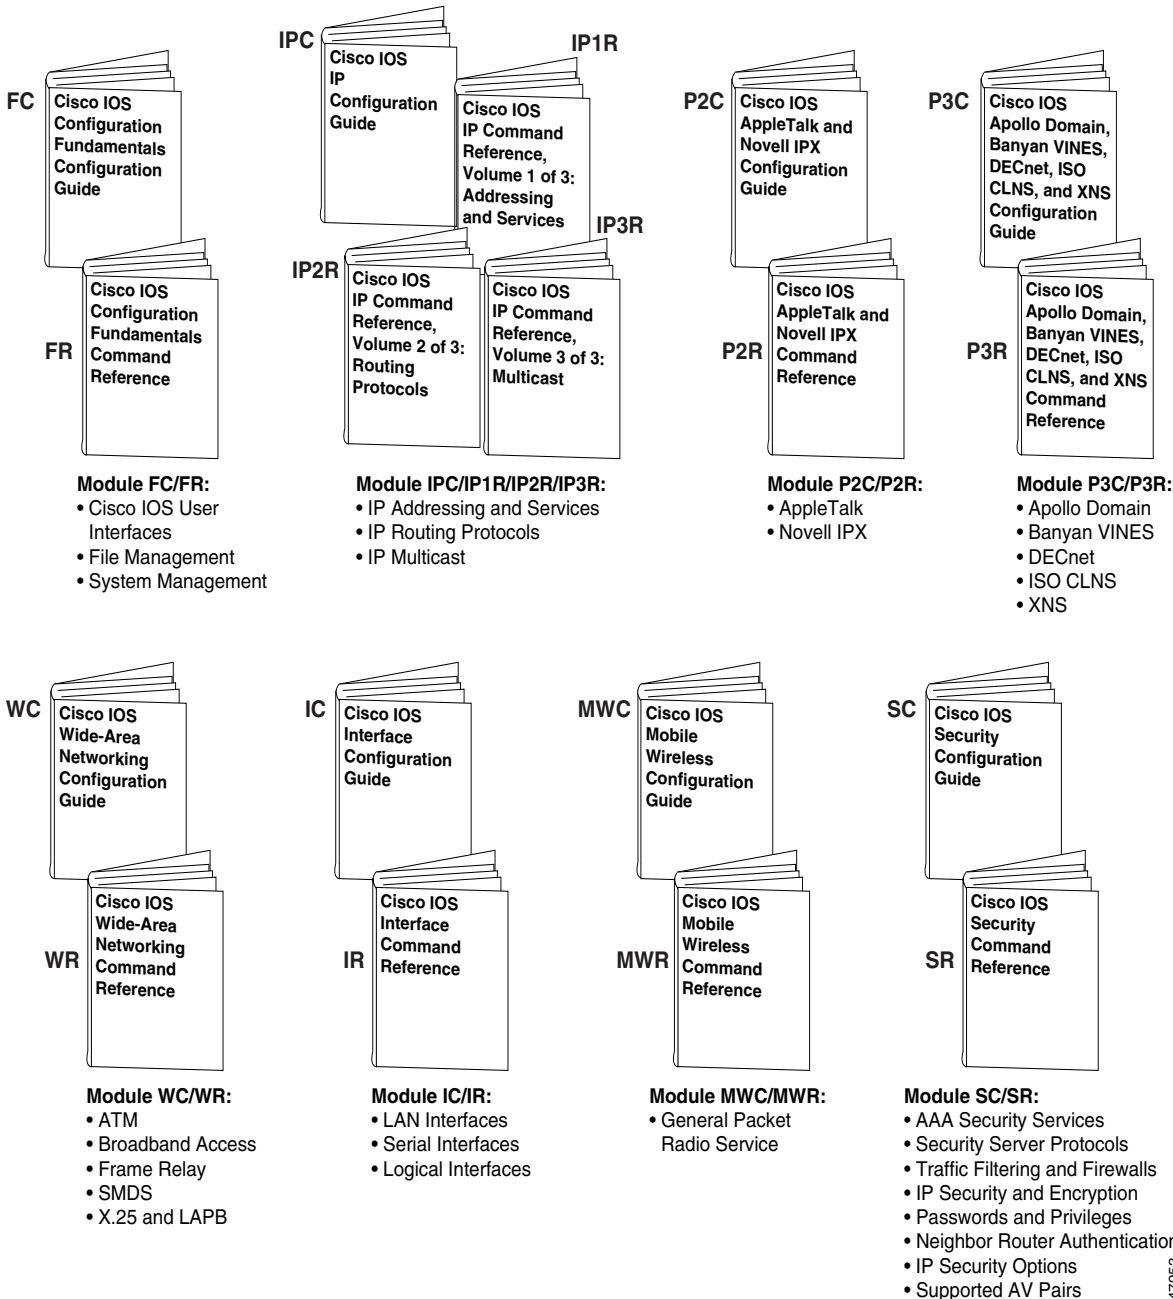 FC
Cisco IOS
Configuration
Fundamentals
Configuration
Guide
FR
Cisco IOS
Configuration
Fundamentals
Command
Reference
Module FC/FR:
• Cisco IOS User
Interfaces
• File Management
• System Management
IPC
Cisco IOS
IP
Configuration
Guide
IP1R
Cisco IOS
IP Command
Reference,
Volume 1 of 3:
Addressing
and Services
IP2R
Cisco IOS
IP Command
Reference,
Volume 2 of 3:
Routing
Protocols
IP3R
Cisco IOS
IP Command
Reference,
Volume 3 of 3:
Multicast
Module IPC/IP1R/IP2R/IP3R:
• IP Addressing and Services
• IP Routing Protocols
• IP Multicast
P2C
Cisco IOS
AppleTalk and
Novell IPX
Configuration
Guide
P2R
Cisco IOS
AppleTalk and
Novell IPX
Command
Reference
Module P2C/P2R:
• AppleTalk
• Novell IPX
P3C
Cisco IOS
Apollo Domain,
Banyan VINES,
DECnet, ISO
CLNS, and XNS
Configuration
Guide
P3R
Cisco IOS
Apollo Domain,
Banyan VINES,
DECnet, ISO
CLNS, and XNS
Command
Reference
Module P3C/P3R:
• Apollo Domain
• Banyan VINES
• DECnet
• ISO CLNS
• XNS
WC
Cisco IOS
Wide-Area
Networking
Configuration
Guide
WR
Cisco IOS
Wide-Area
Networking
Command
Reference
Module WC/WR:
• ATM
• Broadband Access
• Frame Relay
• SMDS
• X.25 and LAPB
IC
Cisco IOS
Interface
Configuration
Guide
IR
Cisco IOS
Interface
Command
Reference
Module IC/IR:
• LAN Interfaces
• Serial Interfaces
• Logical Interfaces
MWC
Cisco IOS
Mobile
Wireless
Configuration
Guide
MWR
Cisco IOS
Mobile
Wireless
Command
Reference
Module MWC/MWR:
• General Packet
Radio Service
SC
Cisco IOS
Security
Configuration
Guide
SR
Cisco IOS
Security
Command
Reference
Module SC/SR:
• AAA Security Services
• Security Server Protocols
• Traffic Filtering and Firewalls
• IP Security and Encryption
• Passwords and Privileges
• Neighbor Router Authentication
• IP Security Options
• Supported AV Pairs